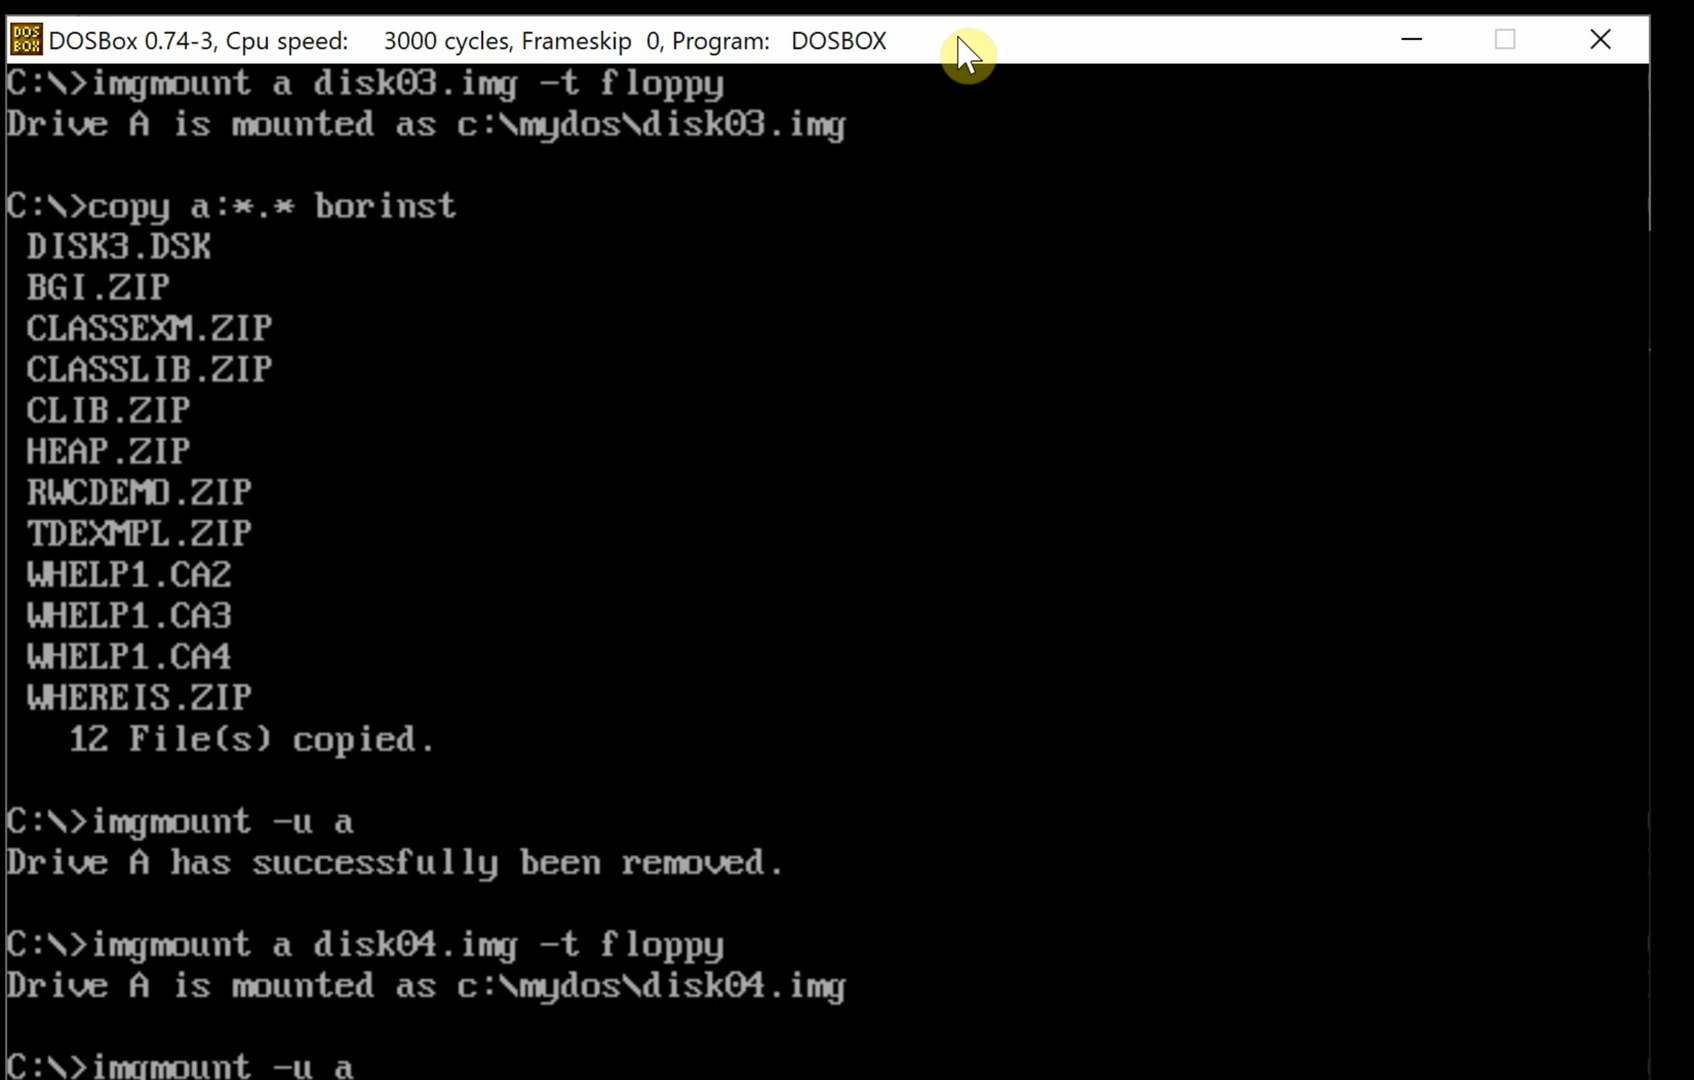 DOS
BOX
DOSBox 0.74-3, Cpu speed: 3000 cycles, Frameskip 0, Program: DOSBOX
C:\>imgmount a disk03.img -t floppy
Drive A is mounted as c:\mydos\disk03.img
C:\>copy a:*.* borinst
DISK3.DSK
BGI.ZIP
CLASSEXM.ZIP
CLASSLIB.ZIP
CLIB.ZIP
HEAP.ZIP
RWCDEMO.ZIP
TDEXMPL.ZIP
WHELP1.CA2
WHELP1.CA3
WHELP1.CA4
WHEREIS.ZIP
12 File(s) copied.
C:\>imgmount -u a
Drive A has successfully been removed.
C:\>imgmount a disk04.img -t floppy
Drive A is mounted as c:\mydos\disk04.img
C:\>imgmount -u a